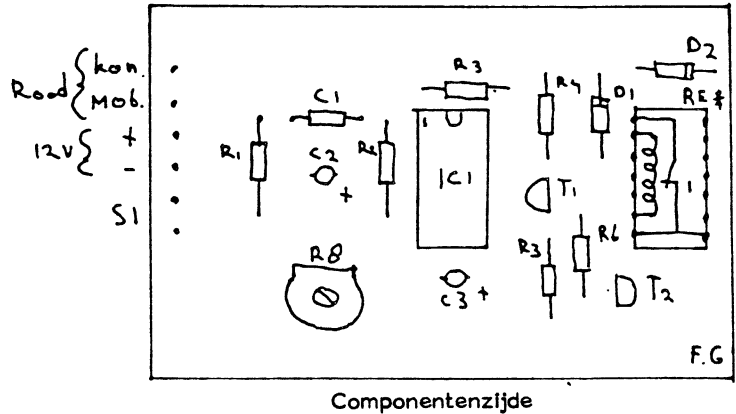 Rood { kon.
Mob.
12V { +
-
S1
R1
C1
C2 +
R2
R3
1
IC1
R4
D1
D2
RE#
1
T1
R8
C3 +
R3
R6
T2
F.G
Componentenzijde